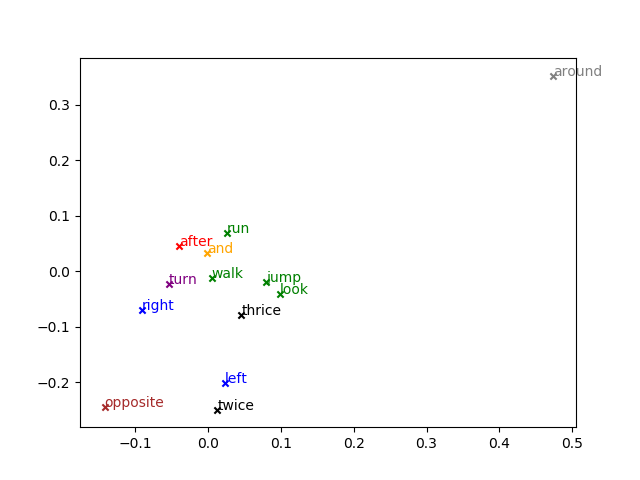 around
0.3
0.2
run
0.1
after
and
jump
0.0
walk
turn
look
right
thrice
−0.1
left
−0.2
opposite
twice
−0.1 0.0 0.1 0.2 0.3 0.4 0.5